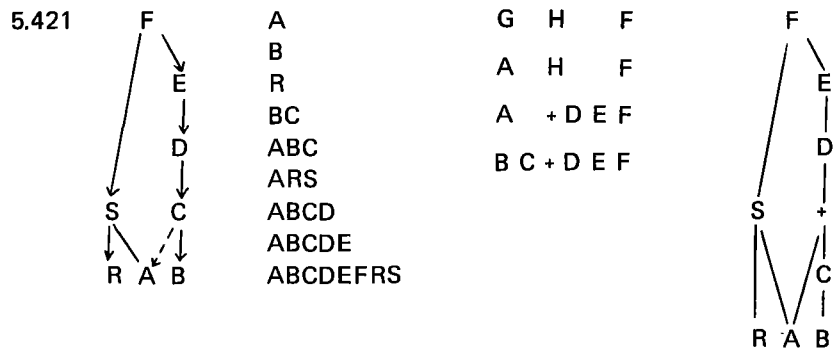 5.421
F
E
D
S C
R A B
A
B
R
BC
ABC
ARS
ABCD
ABCDE
ABCDEFRS
G H F
A H F
A + D E F
B C + D E F
F
E
D
S +
C
R A B